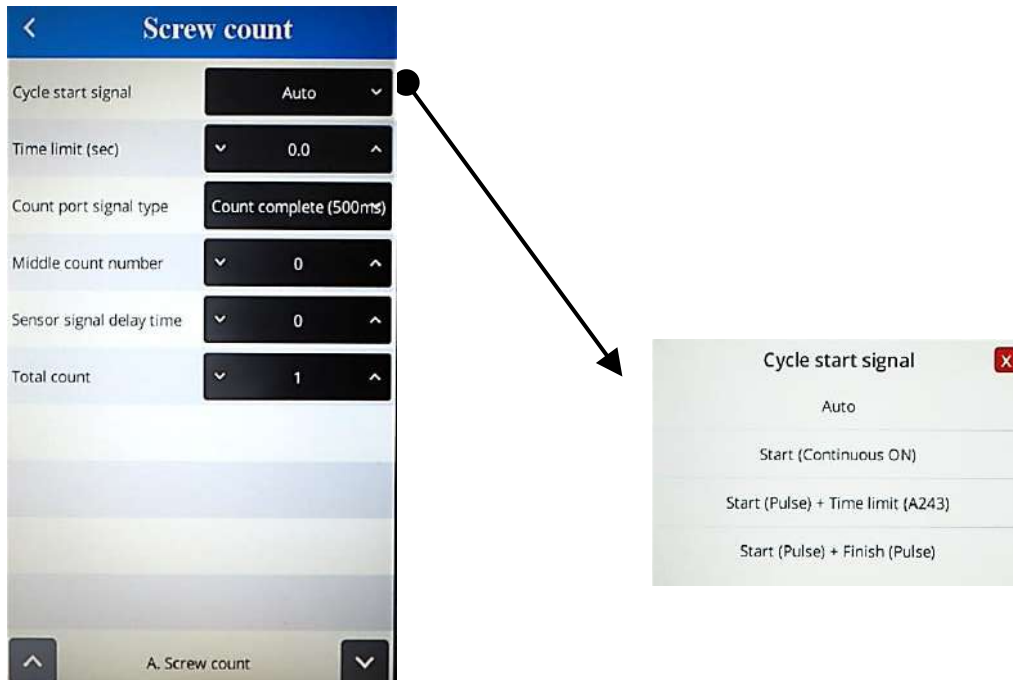 Screw count
Cycle start signal
Auto
Time limit (sec)
0.0
Count port signal type
Count complete (500ms)
Middle count number
0
Sensor signal delay time
0
Total count
1
A. Screw count
Cycle start signal
X
Auto
Start (Continuous ON)
Start (Pulse) + Time limit (A243)
Start (Pulse) + Finish (Pulse)